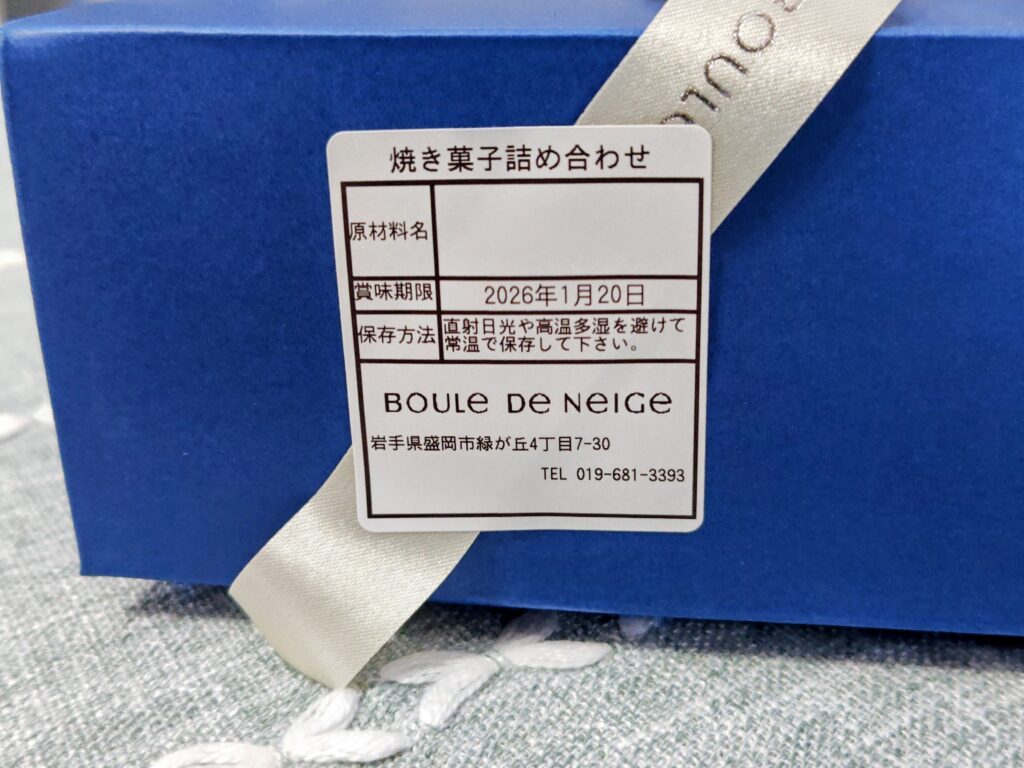 焼き菓子詰め合わせ
原材料名
賞味期限 2026年1月20日
保存方法 直射日光や高温多湿を避けて
常温で保存して下さい。
BOULe De NeIGe
岩手県盛岡市緑が丘4丁目7-30
TEL 019-681-3393